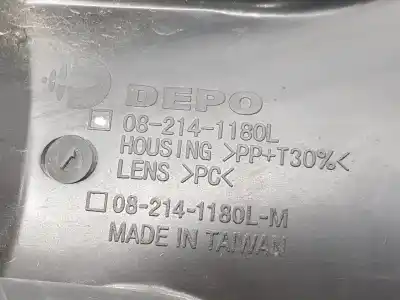 DEPO
08-214-1180L
HOUSING >PP+T30%<
LENS >PC<
08-214-1180L-M
MADE IN TAIWAN